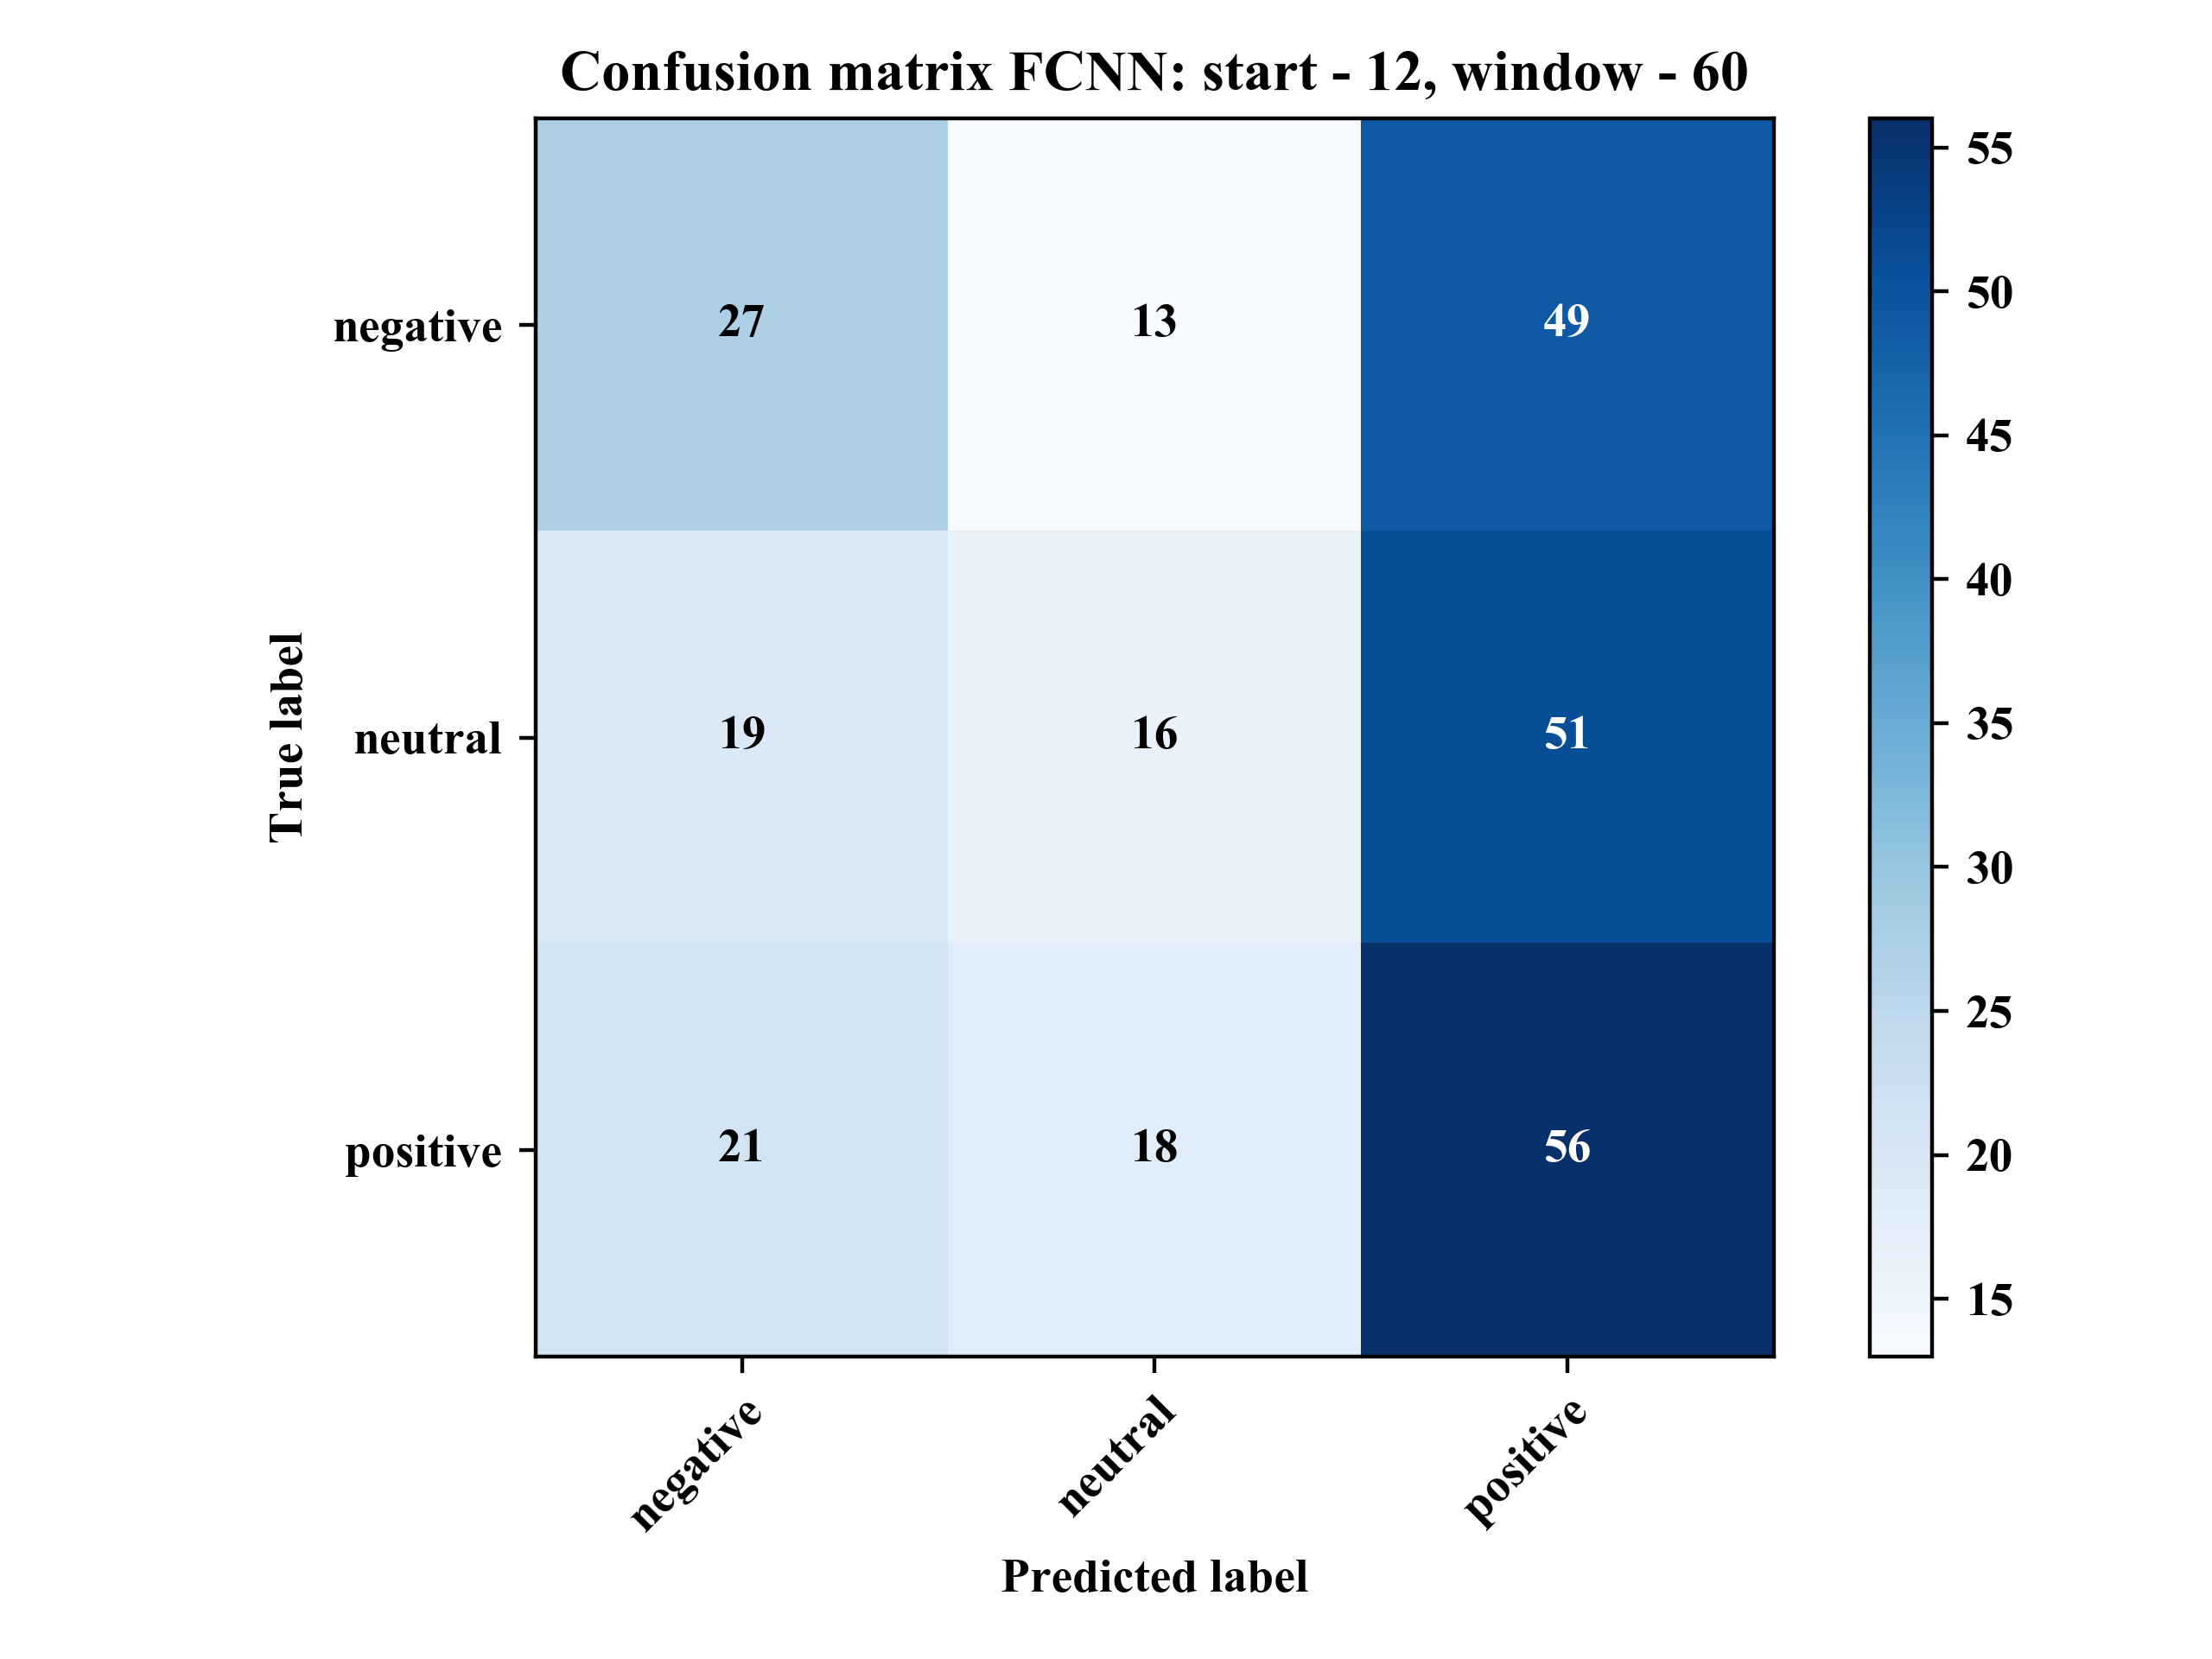 Confusion matrix FCNN: start - 12, window - 60
True label
negative
27 13 49
neutral
19 16 51
positive
21 18 56
negative
neutral
positive
Predicted label
55
50
45
40
35
30
25
20
15